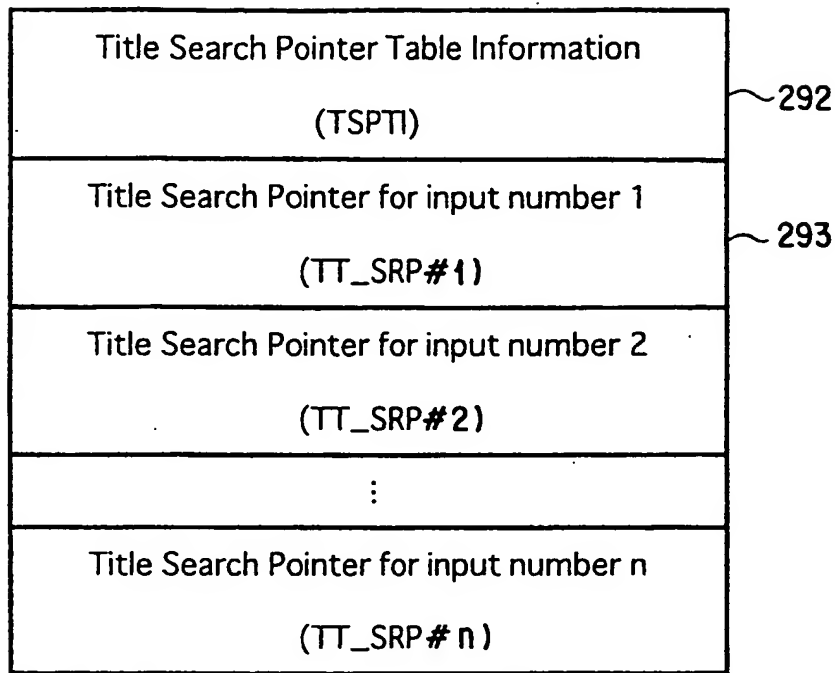 Title Search Pointer Table Information
(TSPTI)
292
Title Search Pointer for input number 1
(TT_SRP#1)
293
Title Search Pointer for input number 2
(TT_SRP#2)
⋮
Title Search Pointer for input number n
(TT_SRP#n)